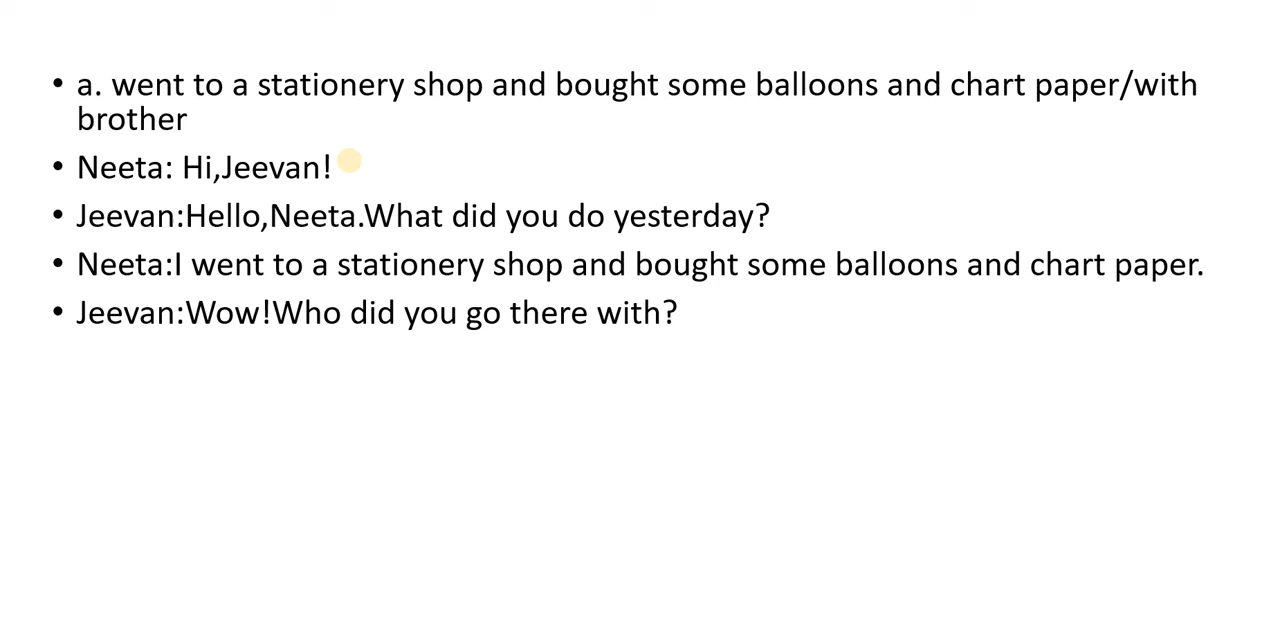 • a. went to a stationery shop and bought some balloons and chart paper/with
brother
• Neeta: Hi,Jeevan!
• Jeevan:Hello,Neeta.What did you do yesterday?
• Neeta:I went to a stationery shop and bought some balloons and chart paper.
• Jeevan:Wow!Who did you go there with?